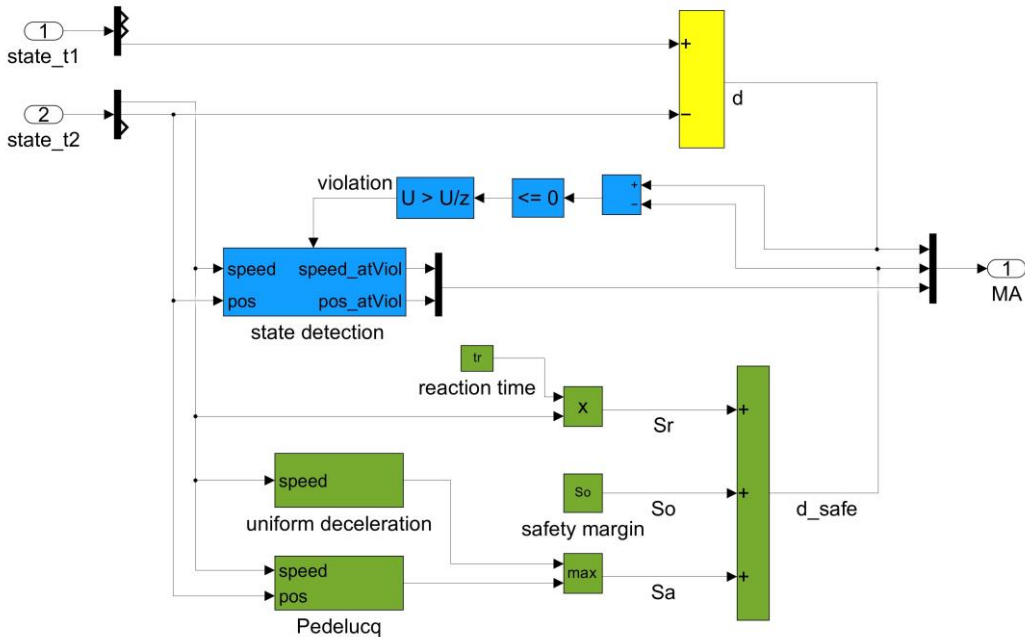 1
state_t1
2
state_t2
+
−
d
violation
U > U/z
<= 0
+
−
speed
pos
speed_atViol
pos_atViol
state detection
1
MA
tr
reaction time
x
Sr
+
speed
uniform deceleration
So
safety margin
So
+
d_safe
speed
pos
Pedelucq
max
Sa
+